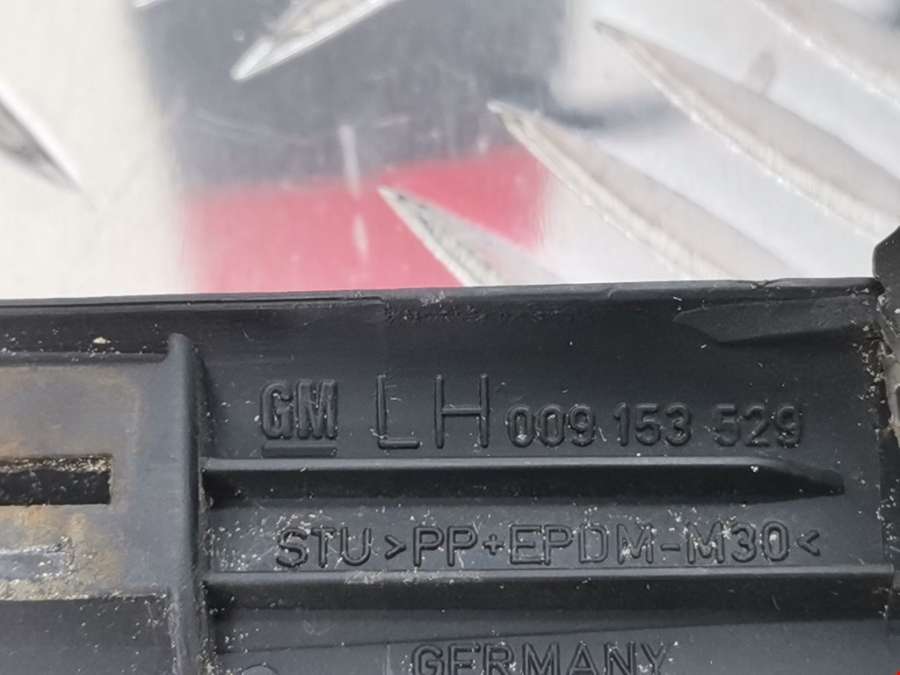 GM LH 009 153 529
STU >PP+EPDM-M30<
GERMANY